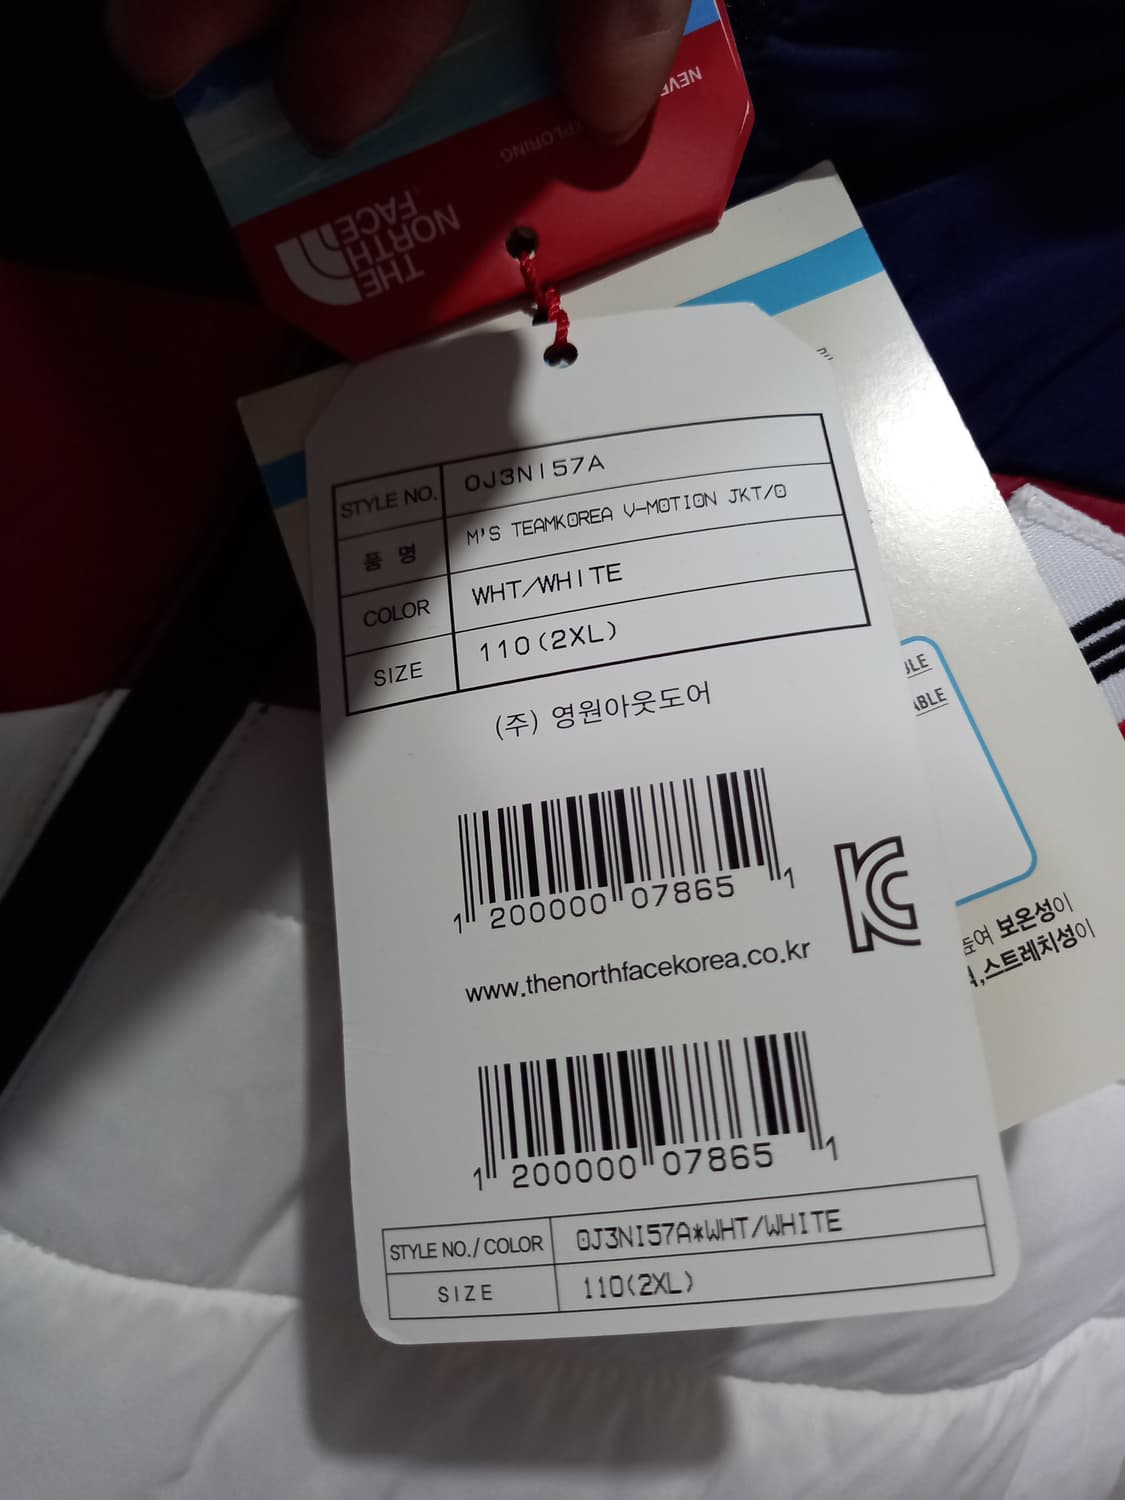 NEVE
XPLORING
THE
NORTH
FACE
STYLE NO. 0J3NI57A
품 명 M'S TEAMKOREA V-MOTION JKT/O
COLOR WHT/WHITE
SIZE 110(2XL)
(주) 영원아웃도어
1 200000 07865 1
www.thenorthfacekorea.co.kr
1 200000 07865 1
STYLE NO./COLOR 0J3NI57A*WHT/WHITE
SIZE 110(2XL)
KC
BLE
ABLE
보온성이
,스트레치성이